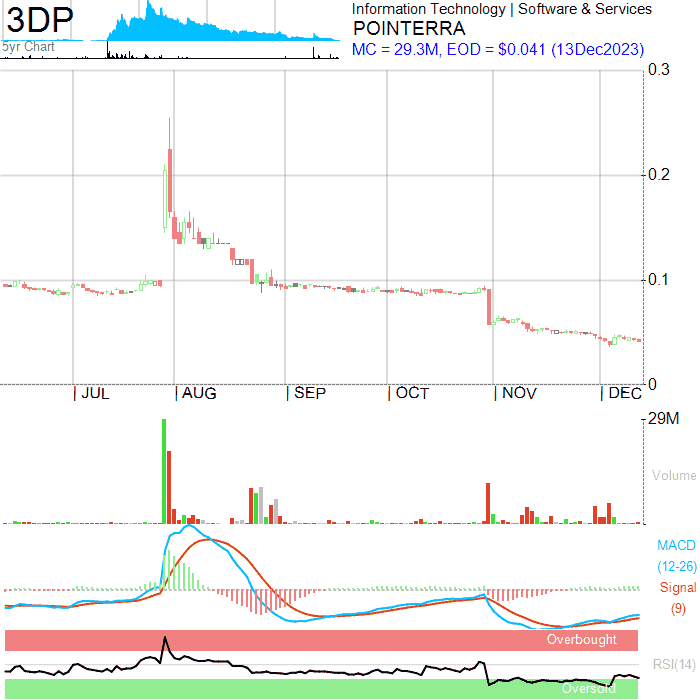 3DP
5yr Chart
Information Technology | Software & Services
POINTERRA
MC = 29.3M, EOD = $0.041 (13Dec2023)
0.3
0.2
0.1
0
| JUL | AUG | SEP | OCT | NOV | DEC
29M
Volume
MACD
(12-26)
Signal
(9)
Overbought
RSI(14)
Oversold